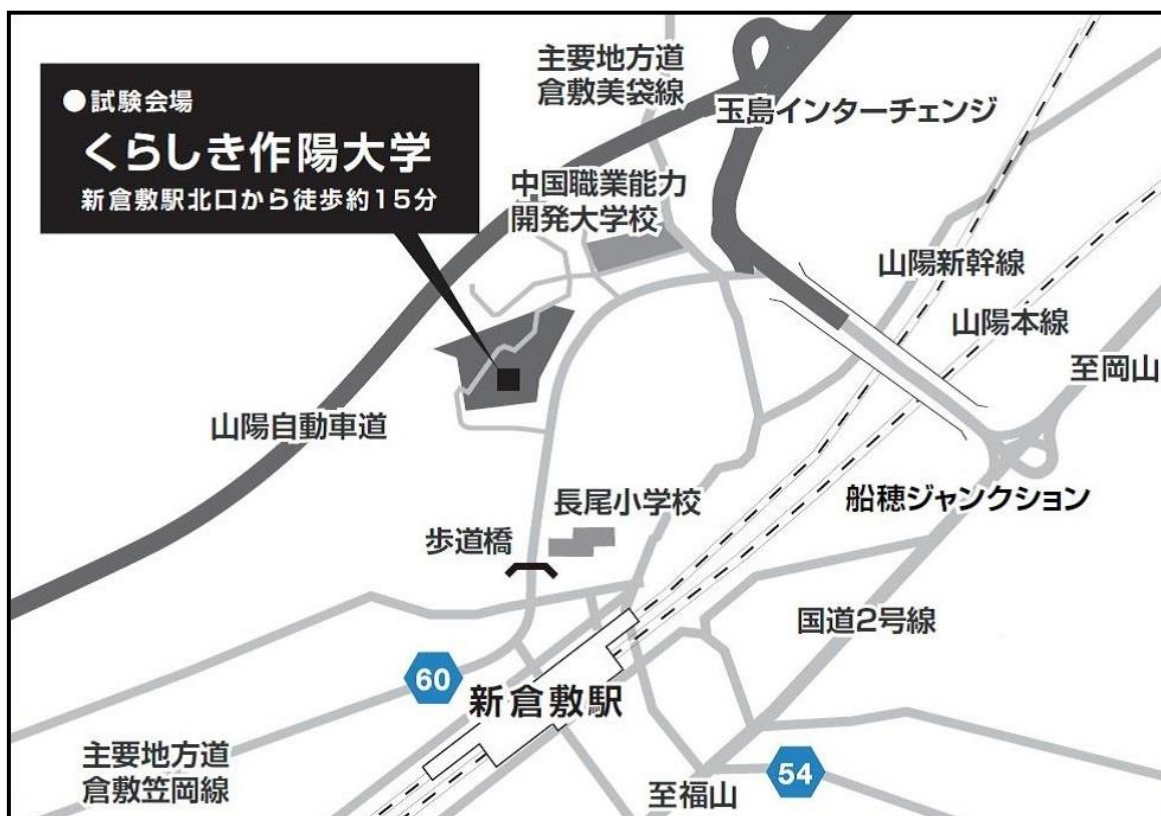 ●試験会場
くらしき作陽大学
新倉敷駅北口から徒歩約15分
主要地方道
倉敷美袋線
玉島インターチェンジ
中国職業能力
開発大学校
山陽新幹線
山陽本線
至岡山
山陽自動車道
船穂ジャンクション
長尾小学校
歩道橋
国道2号線
60
新倉敷駅
主要地方道
倉敷笠岡線
54
至福山